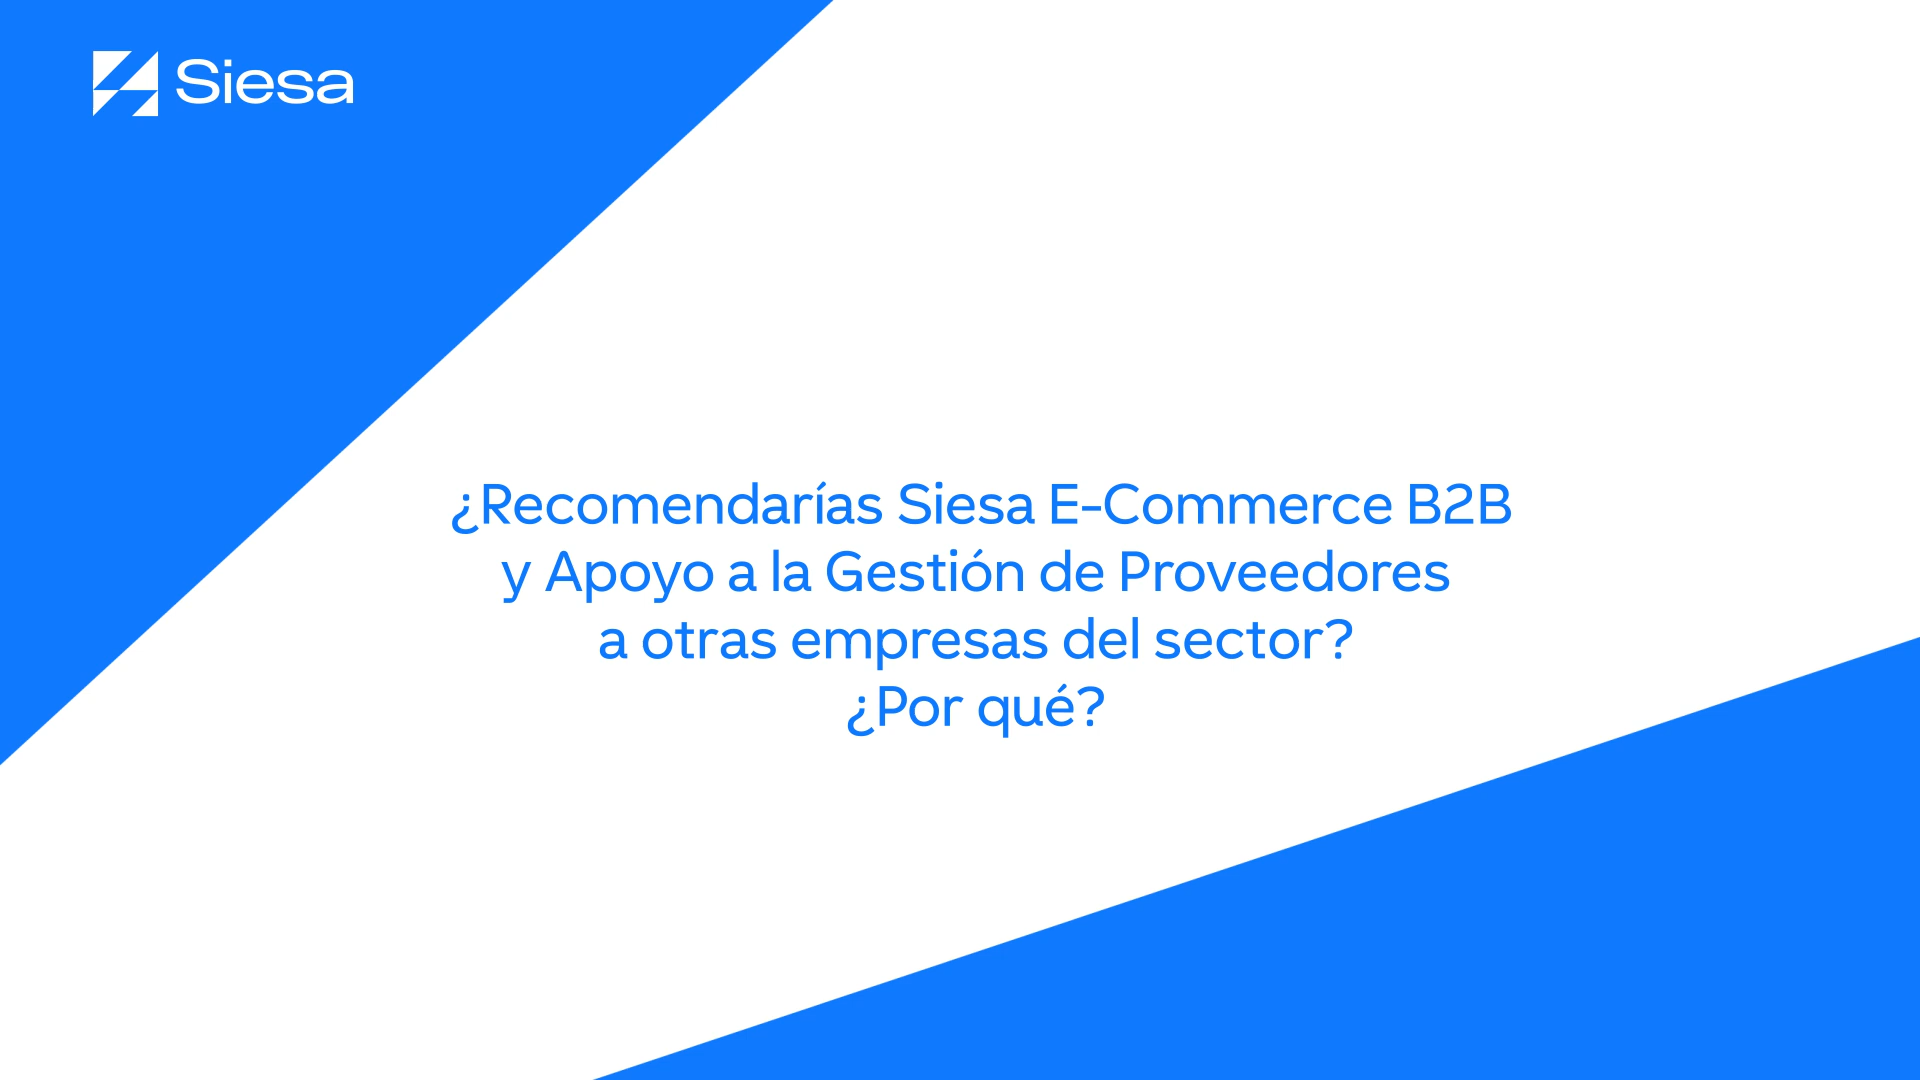 Siesa
¿Recomendarías Siesa E-Commerce B2B
y Apoyo a la Gestión de Proveedores
a otras empresas del sector?
¿Por qué?